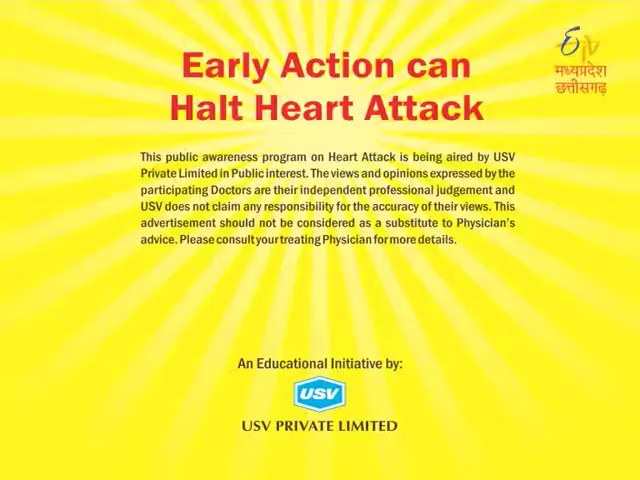 Early Action can
Halt Heart Attack
etv
मध्यप्रदेश
छत्तीसगढ़
This public awareness program on Heart Attack is being aired by USV
Private Limited in Public interest. The views and opinions expressed by the
participating Doctors are their independent professional judgement and
USV does not claim any responsibility for the accuracy of their views. This
advertisement should not be considered as a substitute to Physician's
advice. Please consult your treating Physician for more details.
An Educational Initiative by:
USV
USV PRIVATE LIMITED